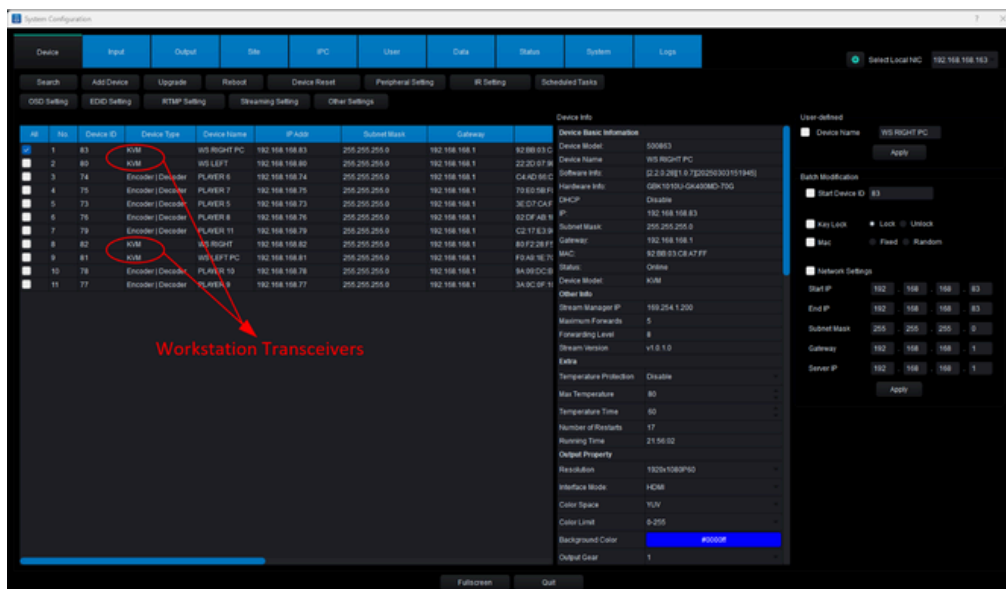 System Configuration ? X
Device Input Output Site IPC User Data Status System Logs
Select Local NIC 192.168.168.163
Search Add Device Upgrade Reboot Device Reset Peripheral Setting IR Setting Scheduled Tasks
OSD Setting EDID Setting RTMP Setting Streaming Setting Other Settings
All No. Device ID Device Type Device Name IP Addr Subnet Mask Gateway
1 83 KVM WS RIGHT PC 192.168.168.83 255.255.255.0 192.168.168.1
2 80 KVM WS LEFT 192.168.168.80 255.255.255.0 192.168.168.1
3 74 Encoder|Decoder PLAYER 6 192.168.168.74 255.255.255.0 192.168.168.1
4 75 Encoder|Decoder PLAYER 7 192.168.168.75 255.255.255.0 192.168.168.1
5 73 Encoder|Decoder PLAYER 5 192.168.168.73 255.255.255.0 192.168.168.1
6 76 Encoder|Decoder PLAYER 8 192.168.168.76 255.255.255.0 192.168.168.1
7 79 Encoder|Decoder PLAYER 11 192.168.168.79 255.255.255.0 192.168.168.1
8 82 KVM WS RIGHT 192.168.168.82 255.255.255.0 192.168.168.1
9 81 KVM WS LEFT PC 192.168.168.81 255.255.255.0 192.168.168.1
10 78 Encoder|Decoder PLAYER 10 192.168.168.78 255.255.255.0 192.168.168.1
11 77 Encoder|Decoder PLAYER 9 192.168.168.77 255.255.255.0 192.168.168.1
Workstation Transceivers
Device Info
Device Basic Infomation
Device Model: 500863
Device Name WS RIGHT PC
Software Info: [2.2.0.28][1.0.7][20250303151945]
Hardware Info: GBK1010U-GK400MD-70G
DHCP Disable
IP: 192.168.168.83
Subnet Mask: 255.255.255.0
Gateway: 192.168.168.1
MAC: 92:BB:03:C8:A7:FF
Status: Online
Device Model: KVM
Other Info
Stream Manager IP 169.254.1.200
Maximum Forwards 5
Forwarding Level 8
Stream Version v1.0.1.0
Extra
Temperature Protection Disable
Max Temperature 80
Temperature Time 60
Number of Restarts 17
Running Time 21:56:02
Output Property
Resolution 1920x1080P60
Interface Mode: HDMI
Color Space YUV
Color Limit 0-255
Background Color #0000ff
Output Gear 1
User-defined
Device Name WS RIGHT PC
Apply
Batch Modification
Start Device ID 83
Key Lock Lock Unlock
Mac Fixed Random
Network Settings
Start IP 192 . 168 . 168 . 83
End IP 192 . 168 . 168 . 83
Subnet Mask 255 . 255 . 255 . 0
Gateway 192 . 168 . 168 . 1
Server IP 192 . 168 . 168 . 1
Apply
Fullscreen Quit